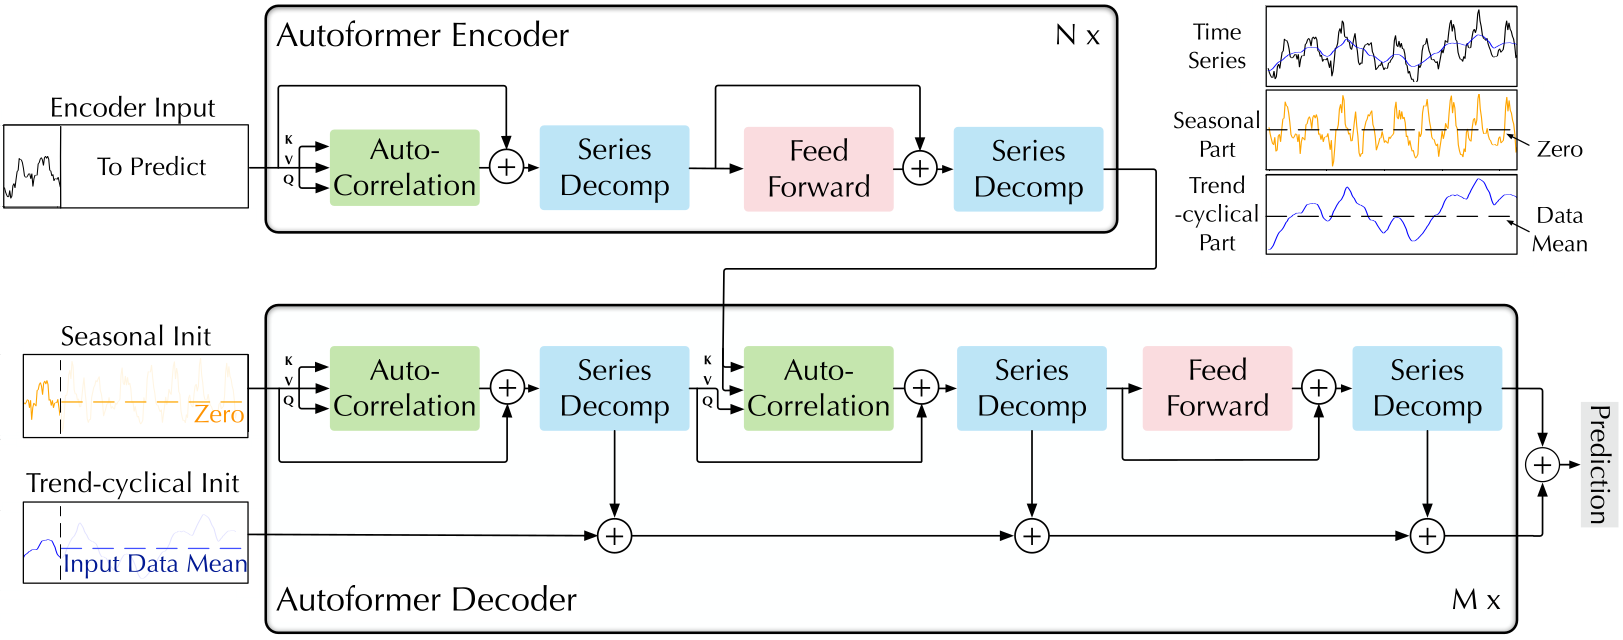 Autoformer Encoder
N x
Encoder Input
To Predict
K
V
Q
Auto-
Correlation
+
Series
Decomp
Feed
Forward
+
Series
Decomp
Time
Series
Seasonal
Part
Zero
Trend
-cyclical
Part
Data
Mean
Seasonal Init
Zero
K
V
Q
Auto-
Correlation
+
Series
Decomp
K
V
Q
Auto-
Correlation
+
Series
Decomp
Feed
Forward
+
Series
Decomp
+
Prediction
Trend-cyclical Init
Input Data Mean
+
+
+
Autoformer Decoder
M x